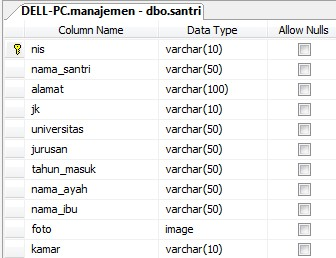 DELL-PC.manajemen - dbo.santri
Column Name Data Type Allow Nulls
nis varchar(10)
nama_santri varchar(50)
alamat varchar(100)
jk varchar(10)
universitas varchar(50)
jurusan varchar(50)
tahun_masuk varchar(50)
nama_ayah varchar(50)
nama_ibu varchar(50)
foto image
kamar varchar(10)